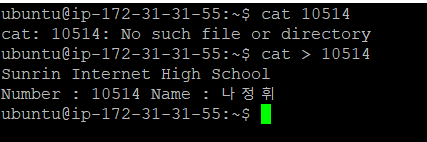 ubuntu@ip-172-31-31-55:~$ cat 10514
cat: 10514: No such file or directory
ubuntu@ip-172-31-31-55:~$ cat > 10514
Sunrin Internet High School
Number : 10514 Name : 나정휘
ubuntu@ip-172-31-31-55:~$